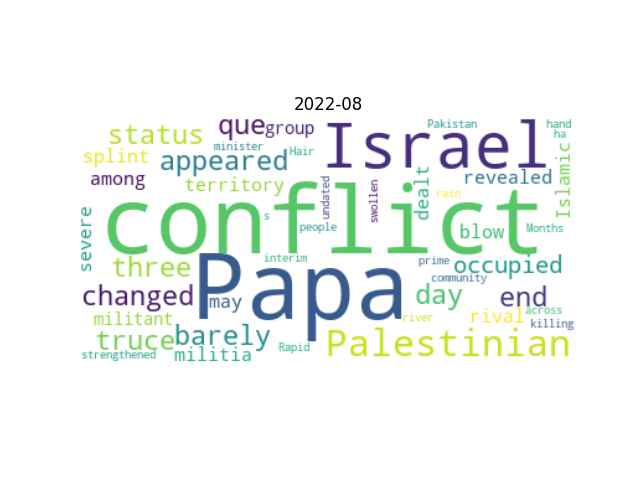 2022-08
status
que
group
minister
Hair
Israel
Pakistan
hand
ha
splint
appeared
among
territory
undated
swollen
dealt
revealed
Islamic
severe
conflict
s
people
blow
Months
three
Papa
interim
prime
community
occupied
changed
may
day
end
militant
river
rival
across
killing
truce
barely
militia
strengthened
Rapid
Palestinian
rain